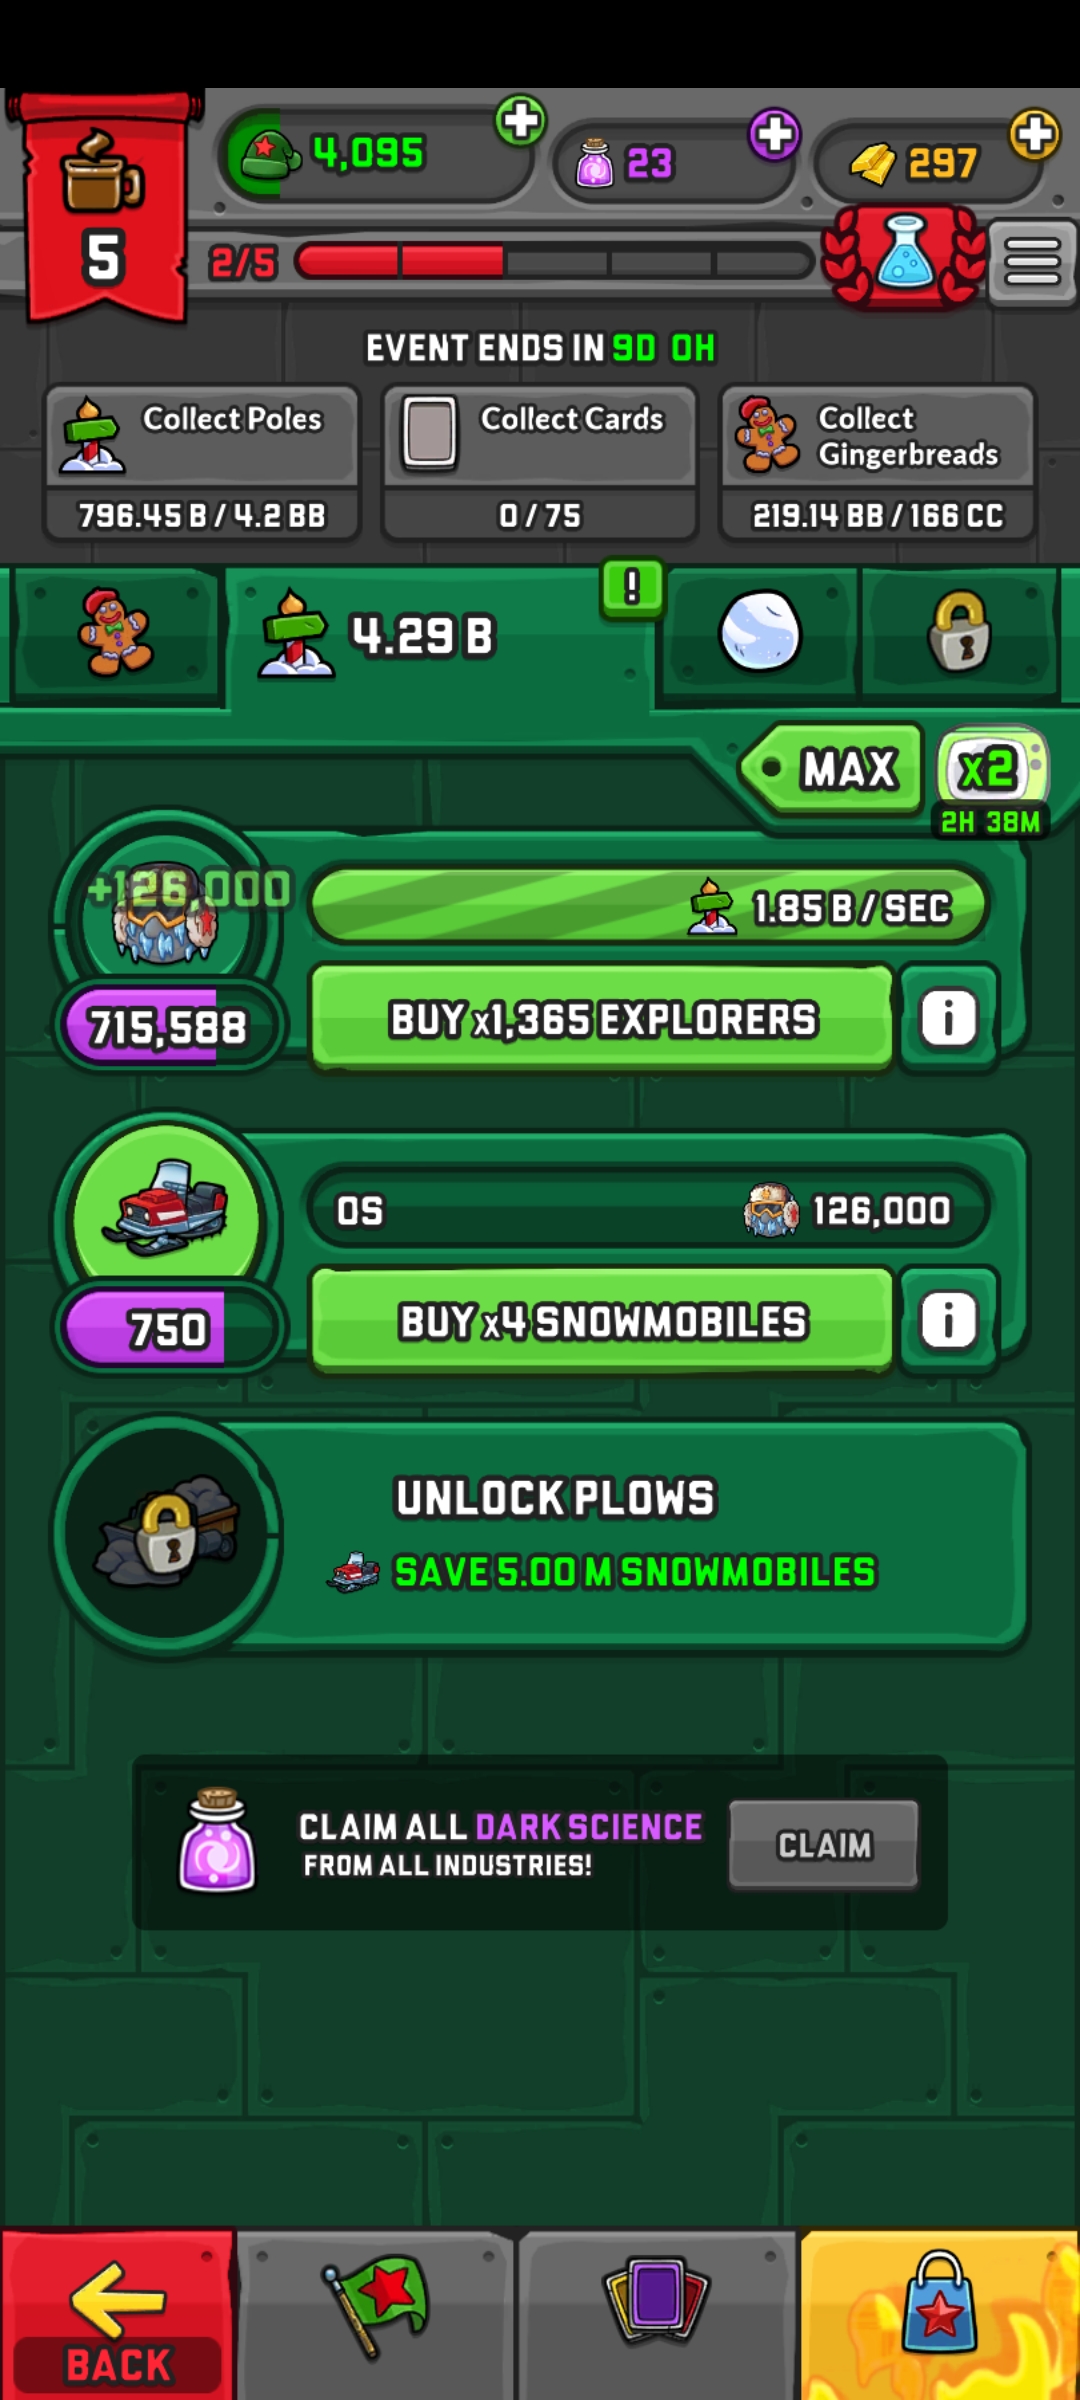 4,095
23
297
5
2/5
EVENT ENDS IN 9D 0H
Collect Poles
796.45 B / 4.2 BB
Collect Cards
0 / 75
Collect
Gingerbreads
219.14 BB / 166 CC
!
4.29 B
MAX
x2
2H 38M
+126,000
1.85 B / SEC
715,588
BUY x1,365 EXPLORERS
i
0S
126,000
750
BUY x4 SNOWMOBILES
i
UNLOCK PLOWS
SAVE 5.00 M SNOWMOBILES
CLAIM ALL DARK SCIENCE
FROM ALL INDUSTRIES!
CLAIM
BACK